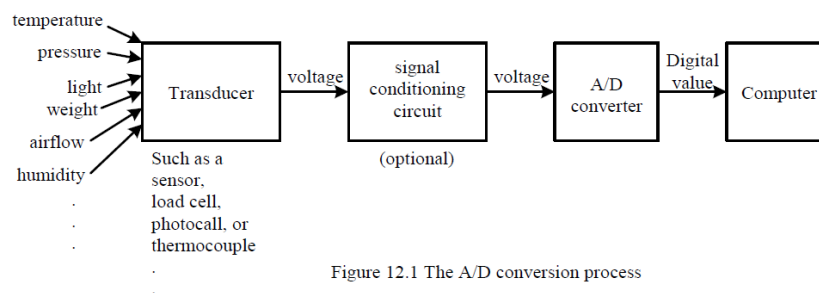 temperature
pressure
light
weight
airflow
humidity
.
.
.
Transducer
Such as a
sensor,
load cell,
photocall, or
thermocouple
.
.
voltage
signal
conditioning
circuit
(optional)
voltage
A/D
converter
Digital
value
Computer
Figure 12.1 The A/D conversion process